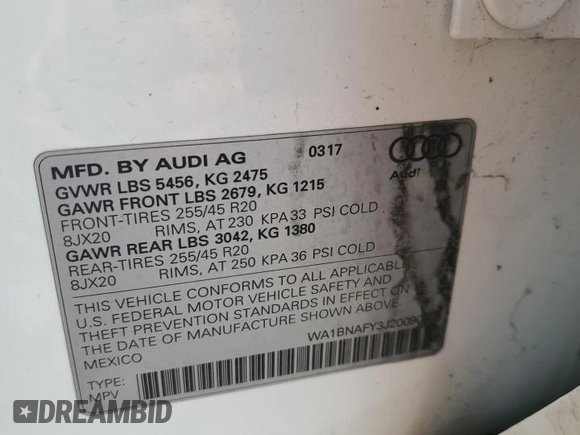 MFD. BY AUDI AG 0317
Audi
GVWR LBS 5456, KG 2475
GAWR FRONT LBS 2679, KG 1215
FRONT-TIRES 255/45 R20
8JX20 RIMS, AT 230 KPA 33 PSI COLD
GAWR REAR LBS 3042, KG 1380
REAR-TIRES 255/45 R20
8JX20 RIMS, AT 250 KPA 36 PSI COLD
THIS VEHICLE CONFORMS TO ALL APPLICABLE
U.S. FEDERAL MOTOR VEHICLE SAFETY AND
THEFT PREVENTION STANDARDS IN EFFECT ON
THE DATE OF MANUFACTURE SHOWN ABOVE
MEXICO
TYPE:
MPV
DREAMBID